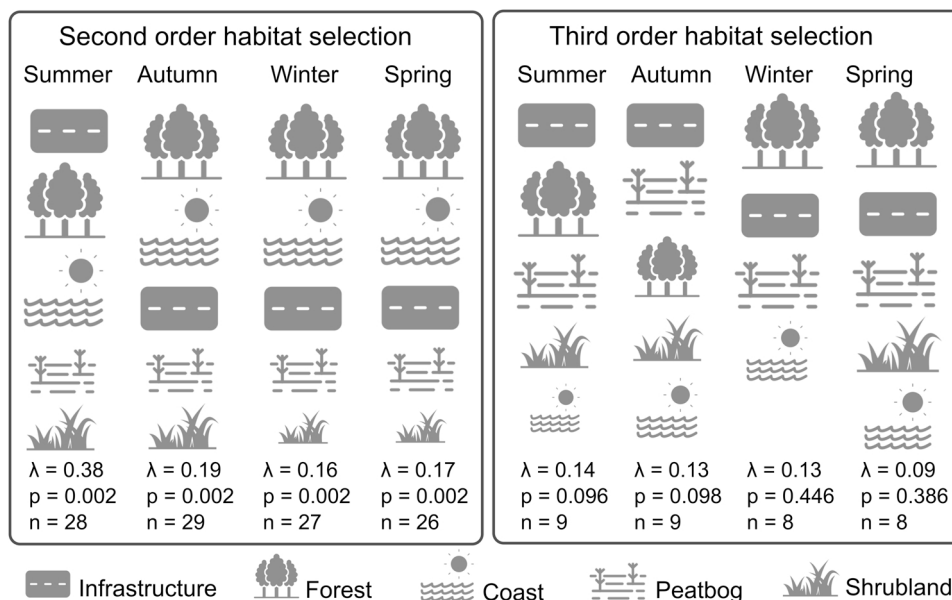 Second order habitat selection
Summer Autumn Winter Spring
λ = 0.38 λ = 0.19 λ = 0.16 λ = 0.17
p = 0.002 p = 0.002 p = 0.002 p = 0.002
n = 28 n = 29 n = 27 n = 26
Third order habitat selection
Summer Autumn Winter Spring
λ = 0.14 λ = 0.13 λ = 0.13 λ = 0.09
p = 0.096 p = 0.098 p = 0.446 p = 0.386
n = 9 n = 9 n = 8 n = 8
Infrastructure Forest Coast Peatbog Shrubland